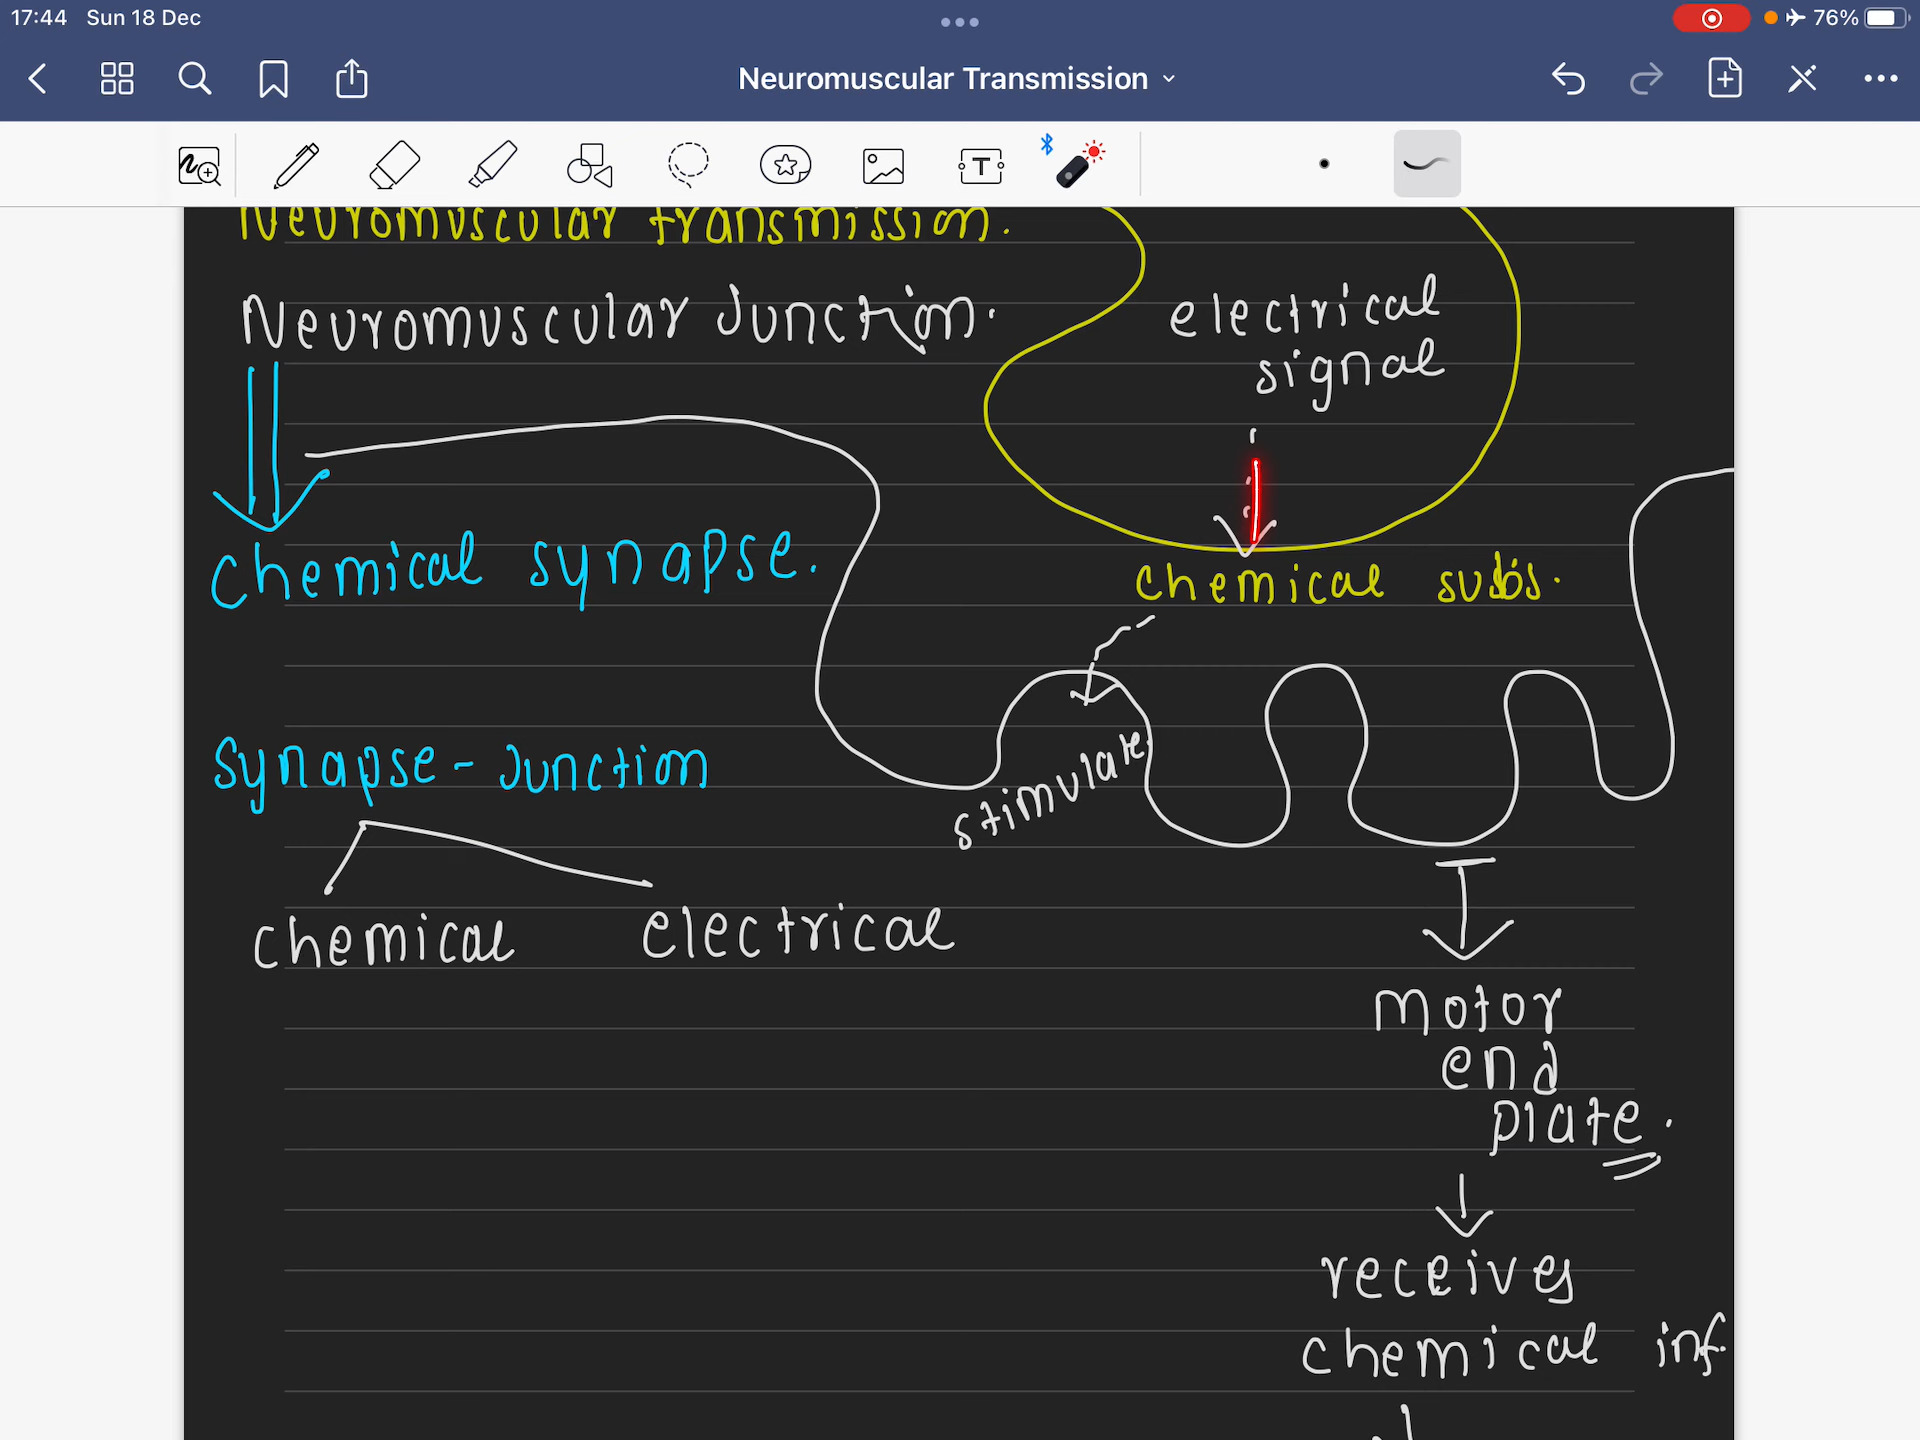 17:44 Sun 18 Dec
76%
Neuromuscular Transmission
T
Neuromuscular transmission.
Neuromuscular Junction.
electrical
signal
Chemical synapse.
chemical subs.
Synapse - Junction
stimulate
chemical electrical
Motor
end
plate.
receives
chemical inf.